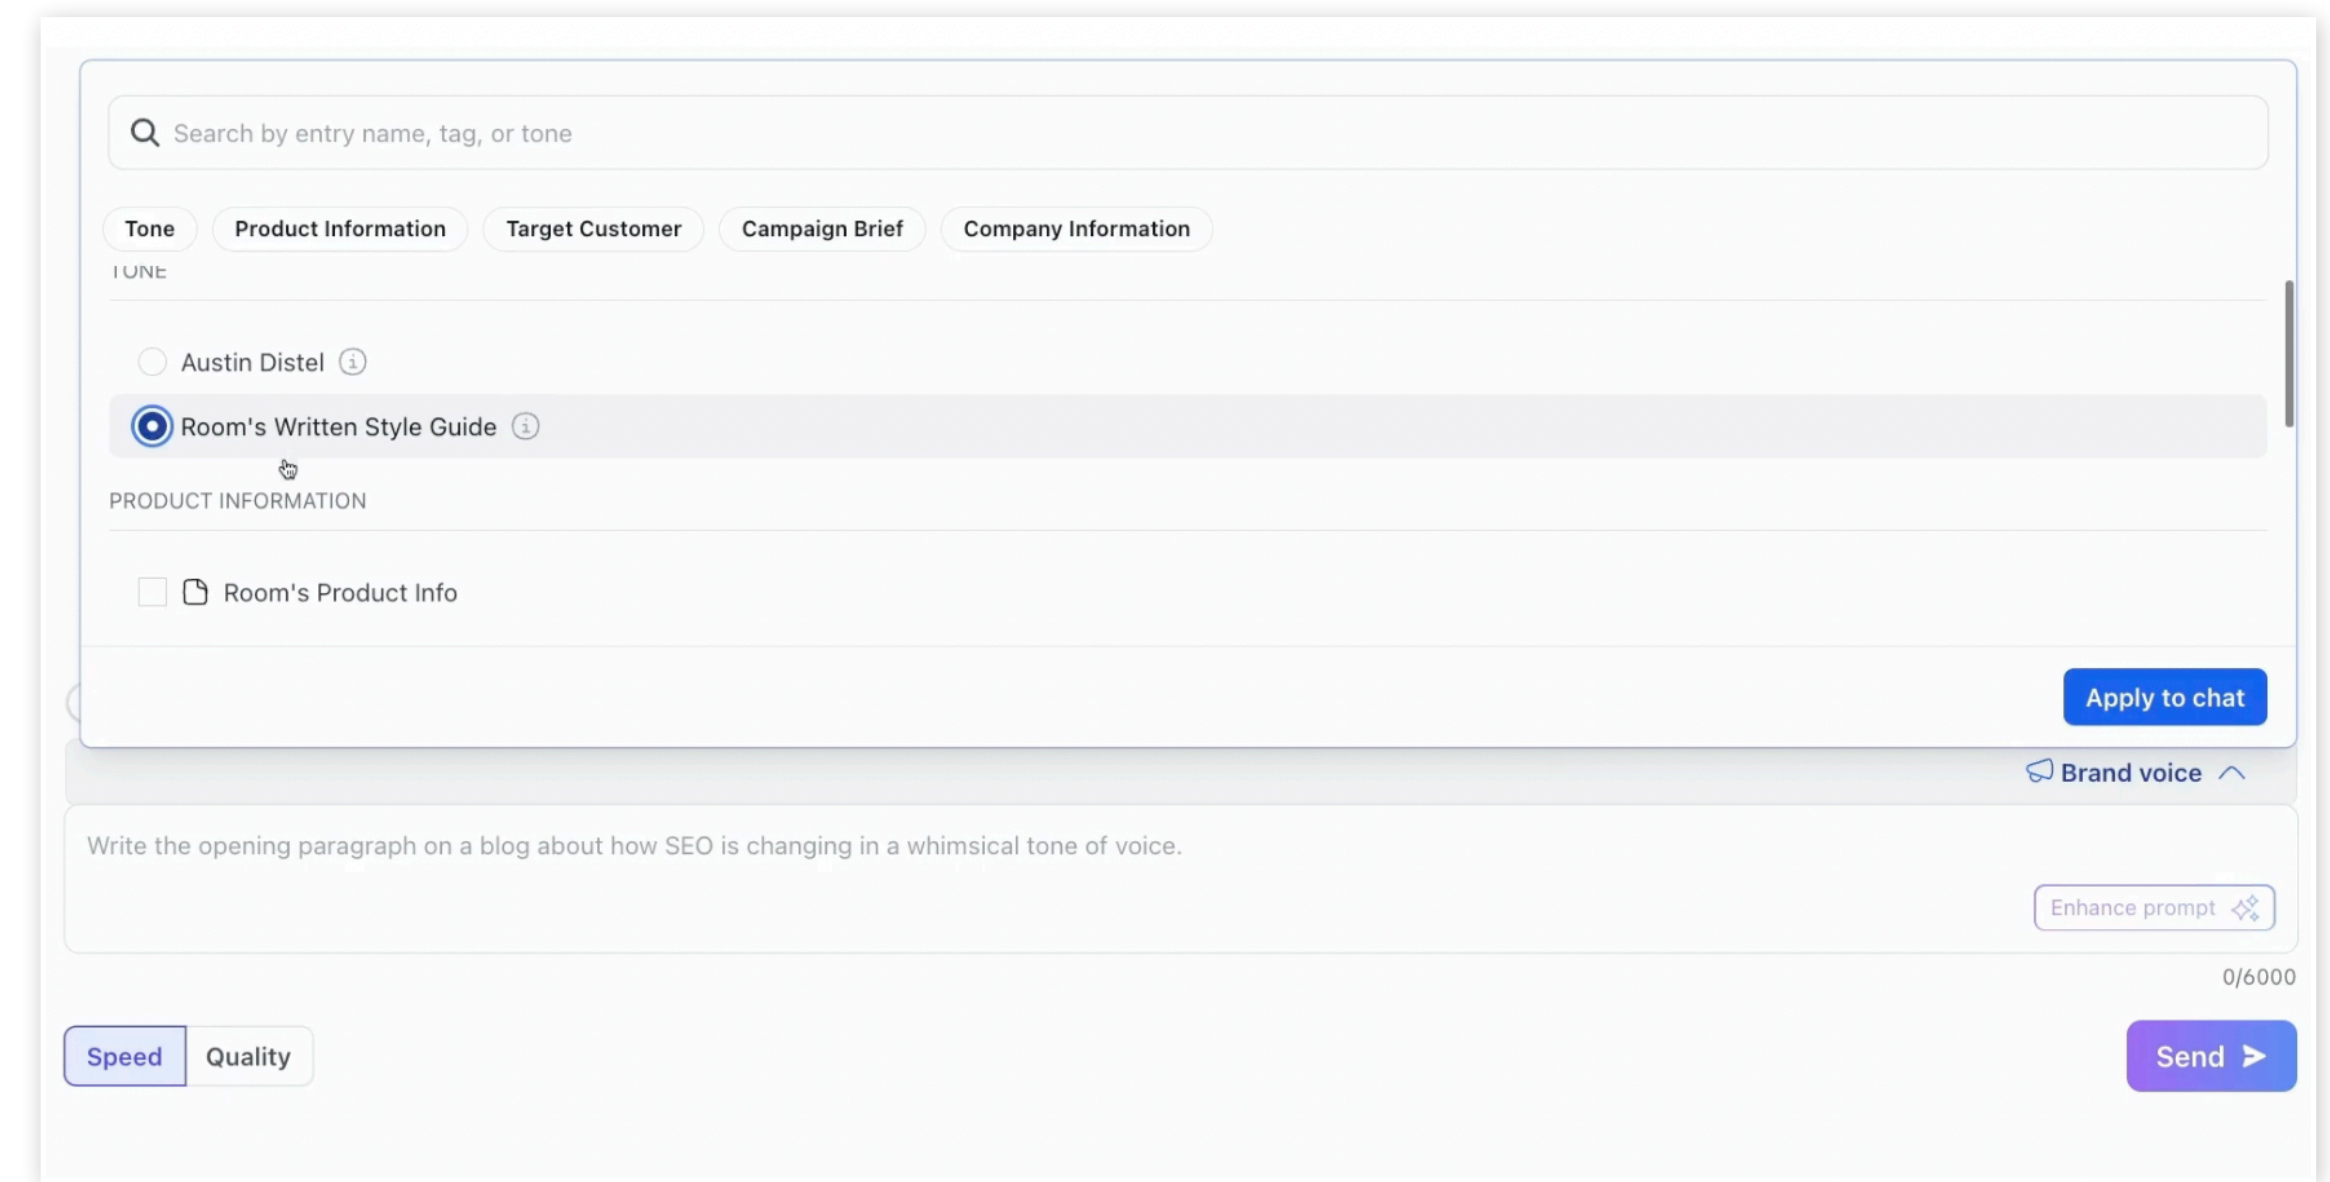 Search by entry name, tag, or tone
Tone Product Information Target Customer Campaign Brief Company Information
TONE
Austin Distel
Room's Written Style Guide
PRODUCT INFORMATION
Room's Product Info
Apply to chat
Brand voice
Write the opening paragraph on a blog about how SEO is changing in a whimsical tone of voice.
Enhance prompt
0/6000
Speed Quality Send